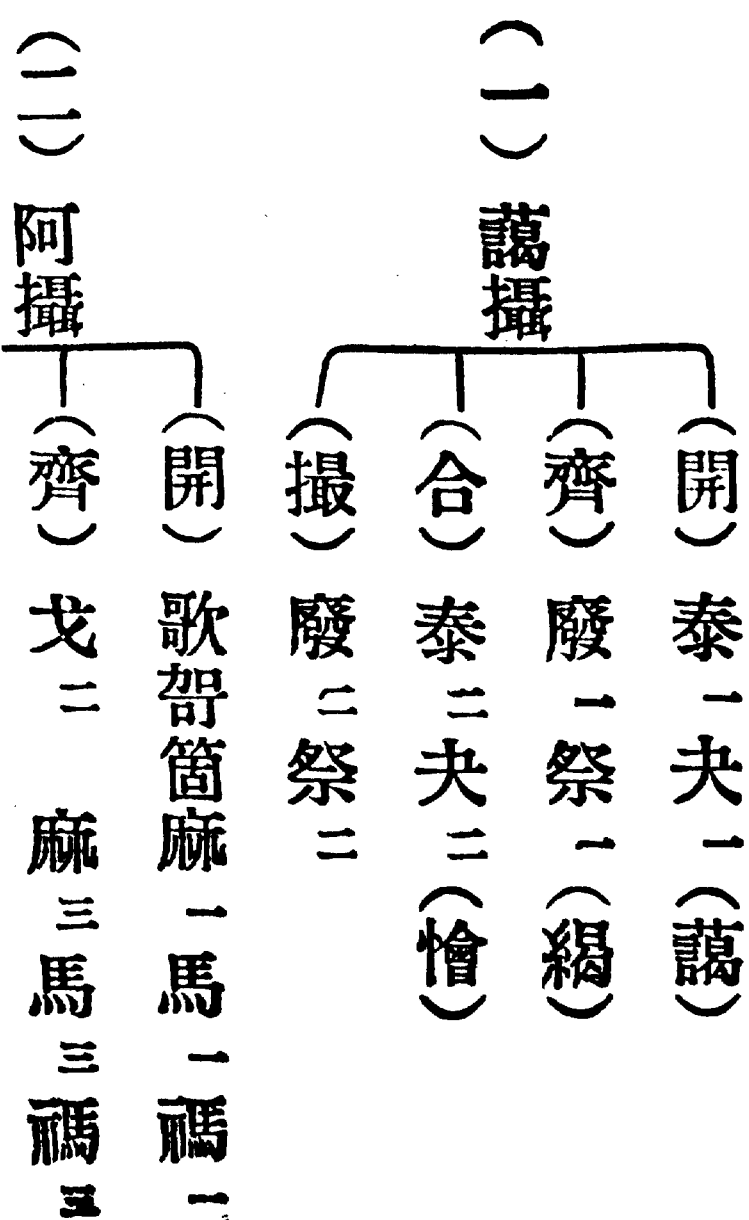 (一)藹攝
(開)泰一夬一(藹)
(齊)廢一祭一()
(合)泰二夬二(懀)
(撮)廢二祭二
(二)阿攝
(開)歌哿箇麻一馬一禡一
(齊)戈二麻三馬三禡三